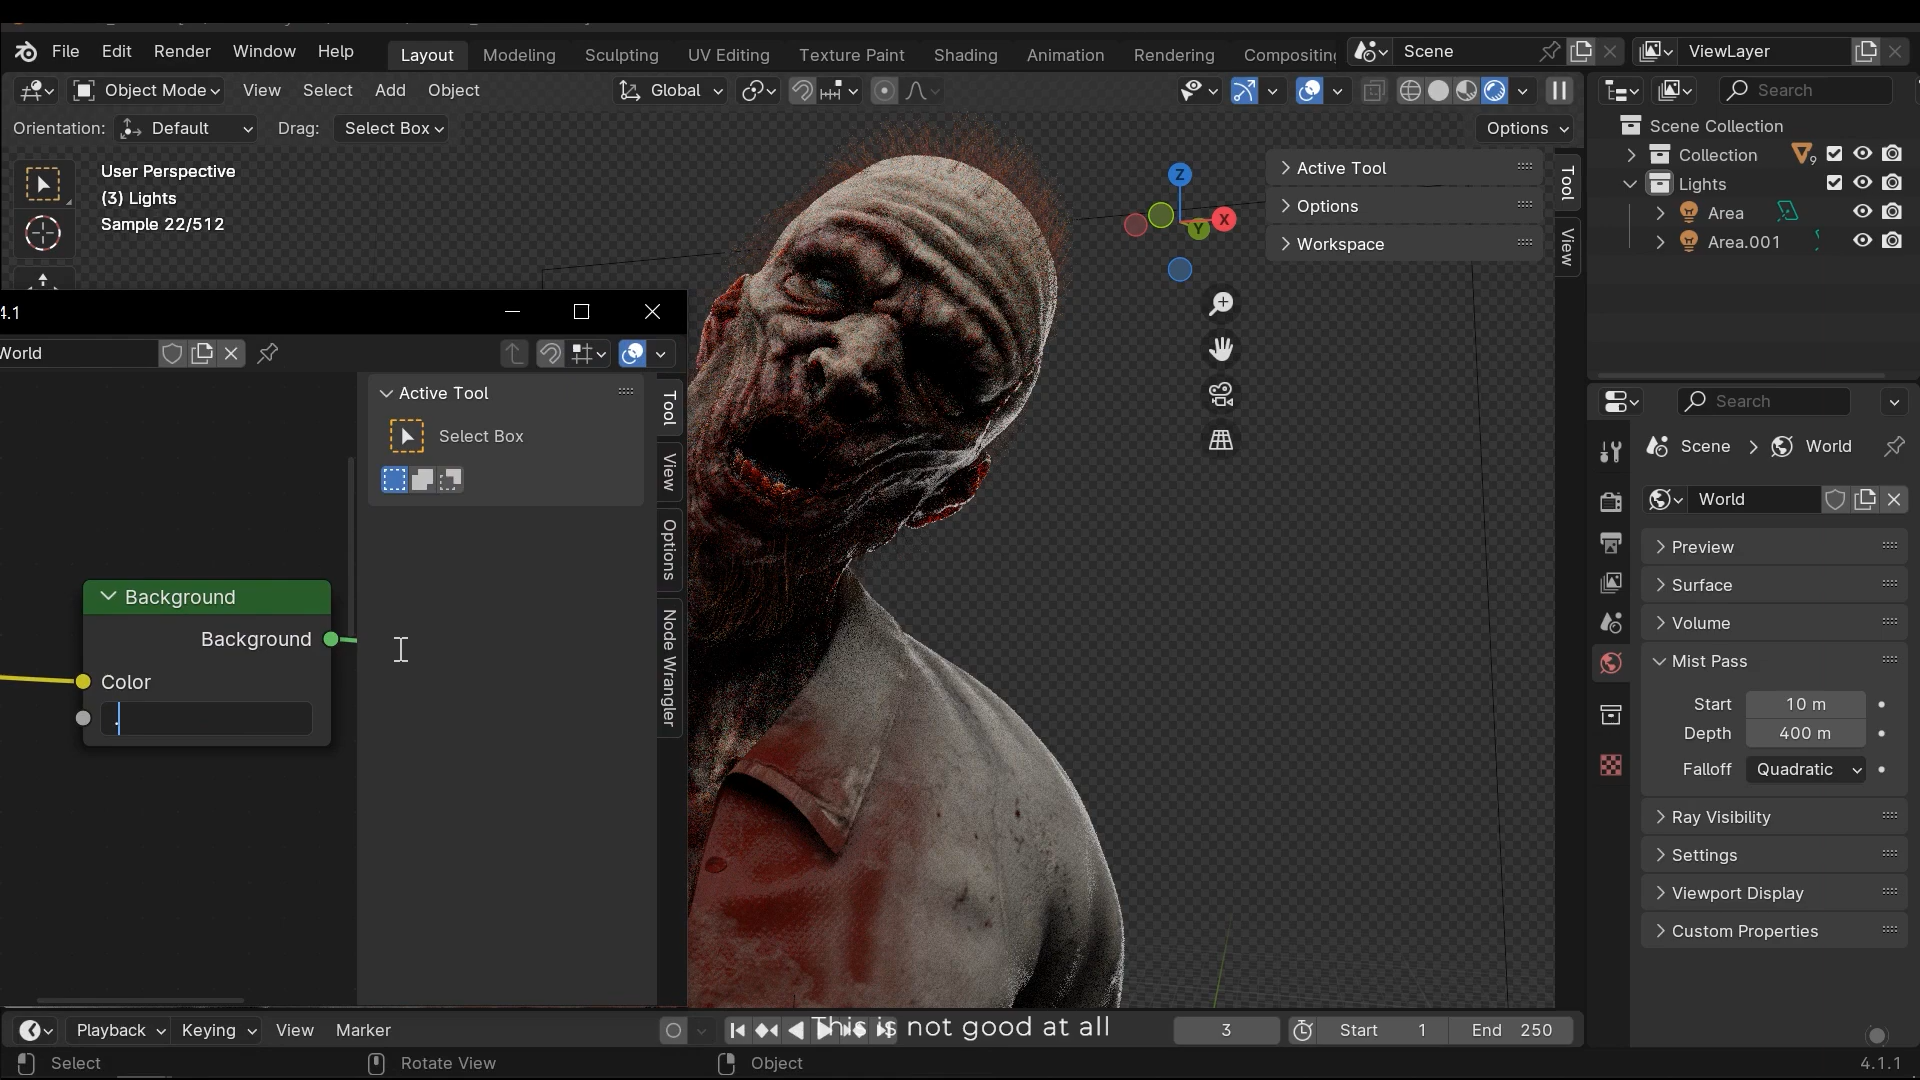 File Edit Render Window Help
Layout Modeling Sculpting UV Editing Texture Paint Shading Animation Rendering Compositing
Scene
ViewLayer
Object Mode View Select Add Object
Global
Search
Orientation: Default Drag: Select Box
Options
User Perspective
(3) Lights
Sample 22/512
Z
X
Y
Active Tool
Options
Workspace
Tool
View
Scene Collection
Collection 9
Lights
Area
Area.001
4.1
World
Active Tool
Select Box
Tool
View
Options
Node Wrangler
Background
Background
Color
.
Search
Scene > World
World
Preview
Surface
Volume
Mist Pass
Start 10 m
Depth 400 m
Falloff Quadratic
Ray Visibility
Settings
Viewport Display
Custom Properties
Playback Keying View Marker
This is not good at all
3
Start 1
End 250
Select
Rotate View
Object
4.1.1